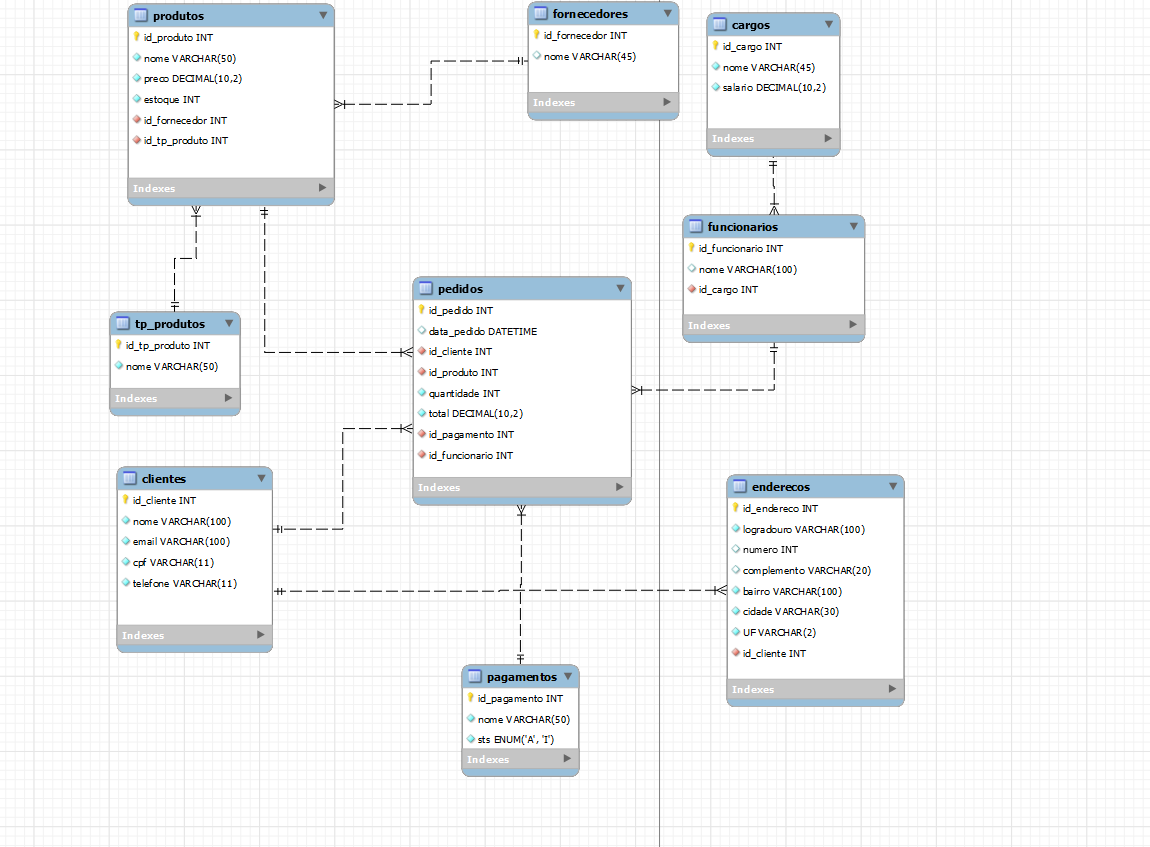 produtos
id_produto INT
nome VARCHAR(50)
preco DECIMAL(10,2)
estoque INT
id_fornecedor INT
id_tp_produto INT
Indexes
fornecedores
id_fornecedor INT
nome VARCHAR(45)
Indexes
cargos
id_cargo INT
nome VARCHAR(45)
salario DECIMAL(10,2)
Indexes
funcionarios
id_funcionario INT
nome VARCHAR(100)
id_cargo INT
Indexes
pedidos
id_pedido INT
data_pedido DATETIME
id_cliente INT
id_produto INT
quantidade INT
total DECIMAL(10,2)
id_pagamento INT
id_funcionario INT
Indexes
tp_produtos
id_tp_produto INT
nome VARCHAR(50)
Indexes
clientes
id_cliente INT
nome VARCHAR(100)
email VARCHAR(100)
cpf VARCHAR(11)
telefone VARCHAR(11)
Indexes
enderecos
id_endereco INT
logradouro VARCHAR(100)
numero INT
complemento VARCHAR(20)
bairro VARCHAR(100)
cidade VARCHAR(30)
UF VARCHAR(2)
id_cliente INT
Indexes
pagamentos
id_pagamento INT
nome VARCHAR(50)
sts ENUM('A', 'I')
Indexes